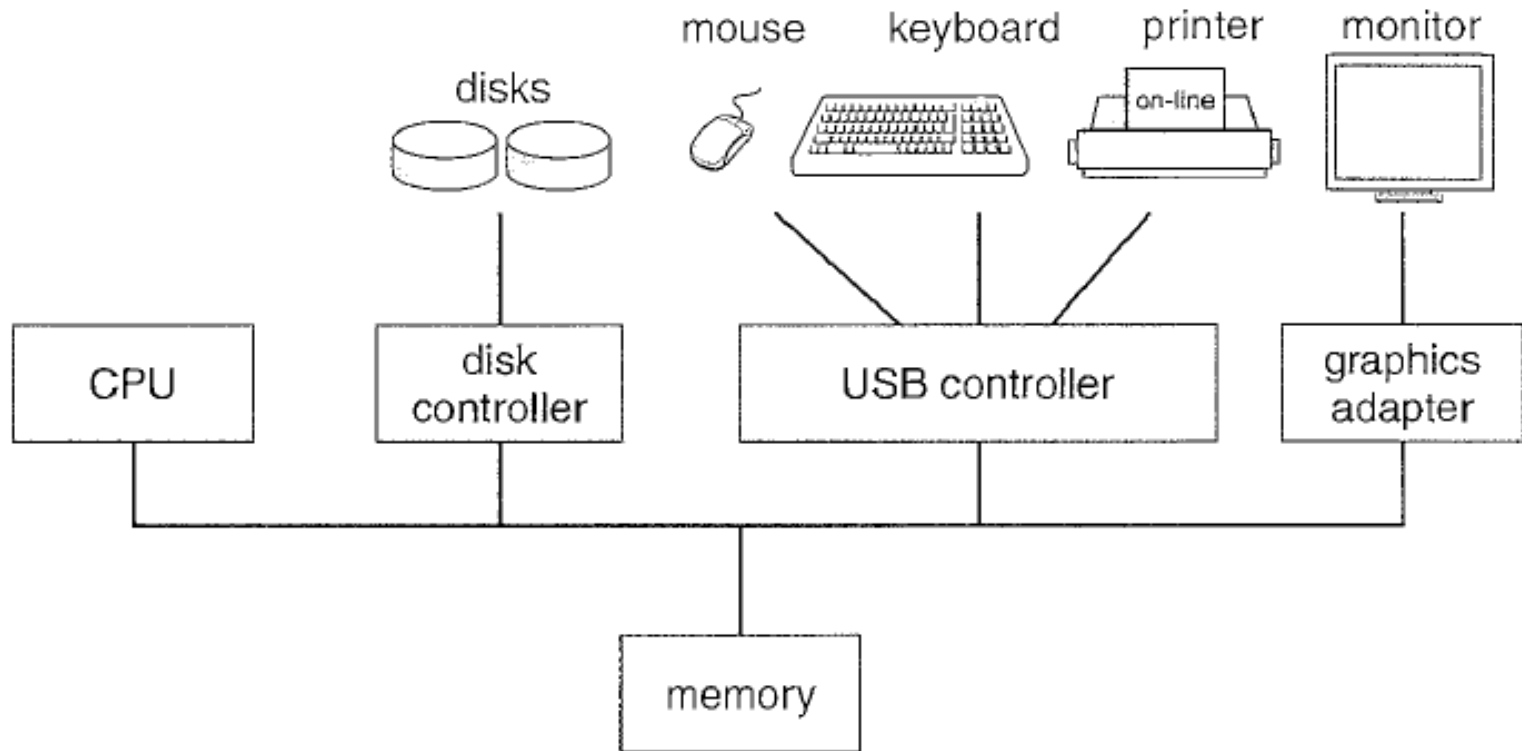 mouse keyboard printer monitor
disks
on-line
CPU
disk
controller
USB controller
graphics
adapter
memory